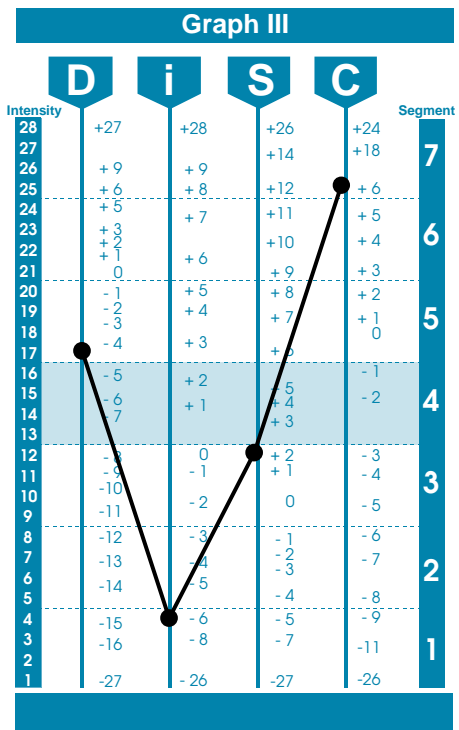 Graph III
D i S C
Intensity Segment
28 +27 +28 +26 +24
27 +14 +18 7
26 + 9 + 9
25 + 6 + 8 +12 + 6
24 + 5 + 7 +11 + 5
23 + 3 6
+ 2 +10 + 4
22 + 1 + 6
21 0 + 9 + 3
20 - 1 + 5 + 8 + 2
19 - 2 + 4 + 7 + 1 5
18 - 3 0
17 - 4 + 3 + 6
16 - 5 + 2 - 1
15 - 6 + 5 - 2 4
14 - 7 + 1 + 4
13 + 3
12 - 8 0 + 2 - 3
11 - 9 - 1 + 1 - 4 3
10 -10 - 2 0 - 5
9 -11
8 -12 - 3 - 1 - 6
7 -13 - 4 - 2 - 7 2
6 -14 - 5 - 3
5 - 4 - 8
4 -15 - 6 - 5 - 9
3 -16 - 8 - 7 -11 1
2
1 -27 - 26 -27 -26